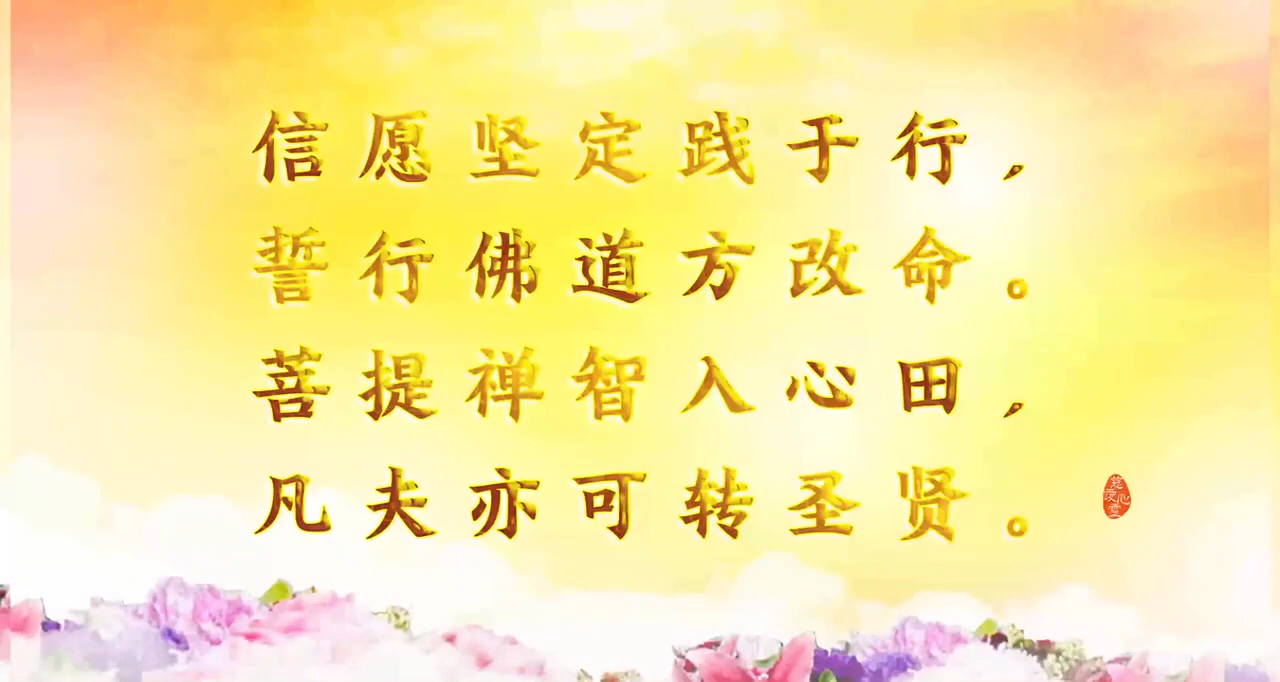 信愿坚定践于行，
誓行佛道方改命。
菩提禅智入心田，
凡夫亦可转圣贤。